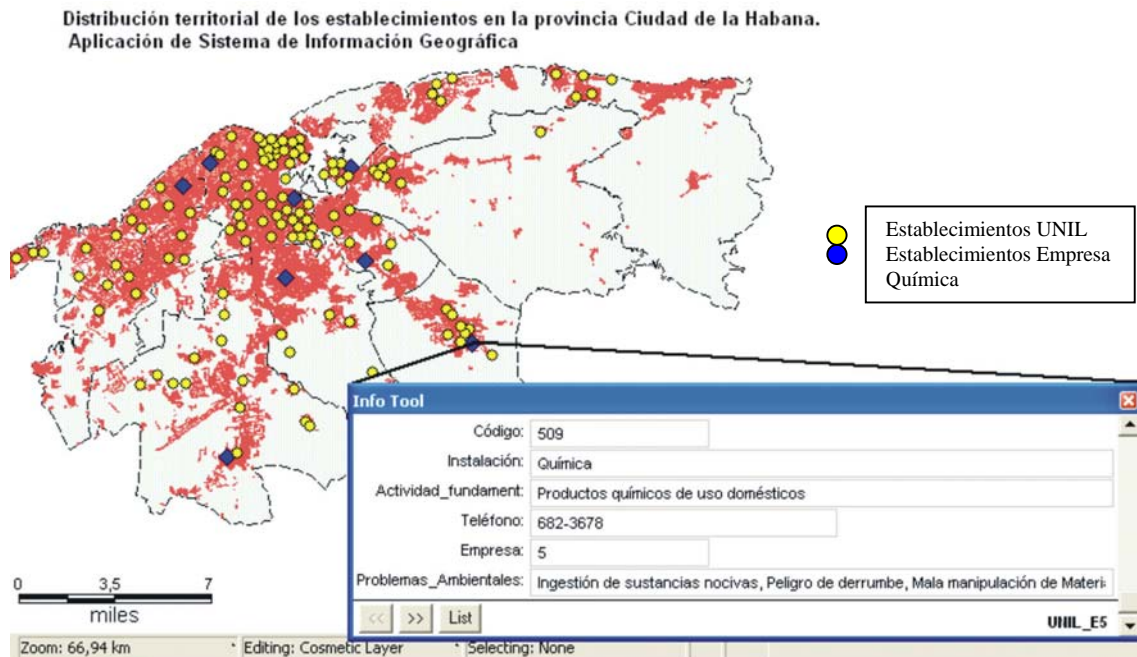 Distribución territorial de los establecimientos en la provincia Ciudad de la Habana.
Aplicación de Sistema de Información Geográfica
Establecimientos UNIL
Establecimientos Empresa
Química
Info Tool
Código: 509
Instalación: Química
Actividad_fundament: Productos químicos de uso domésticos
Teléfono: 682-3678
Empresa: 5
Problemas_Ambientales: Ingestión de sustancias nocivas, Peligro de derrumbe, Mala manipulación de Materi
<< >> List UNIL_E5
0 3,5 7
miles
Zoom: 66,94 km Editing: Cosmetic Layer Selecting: None